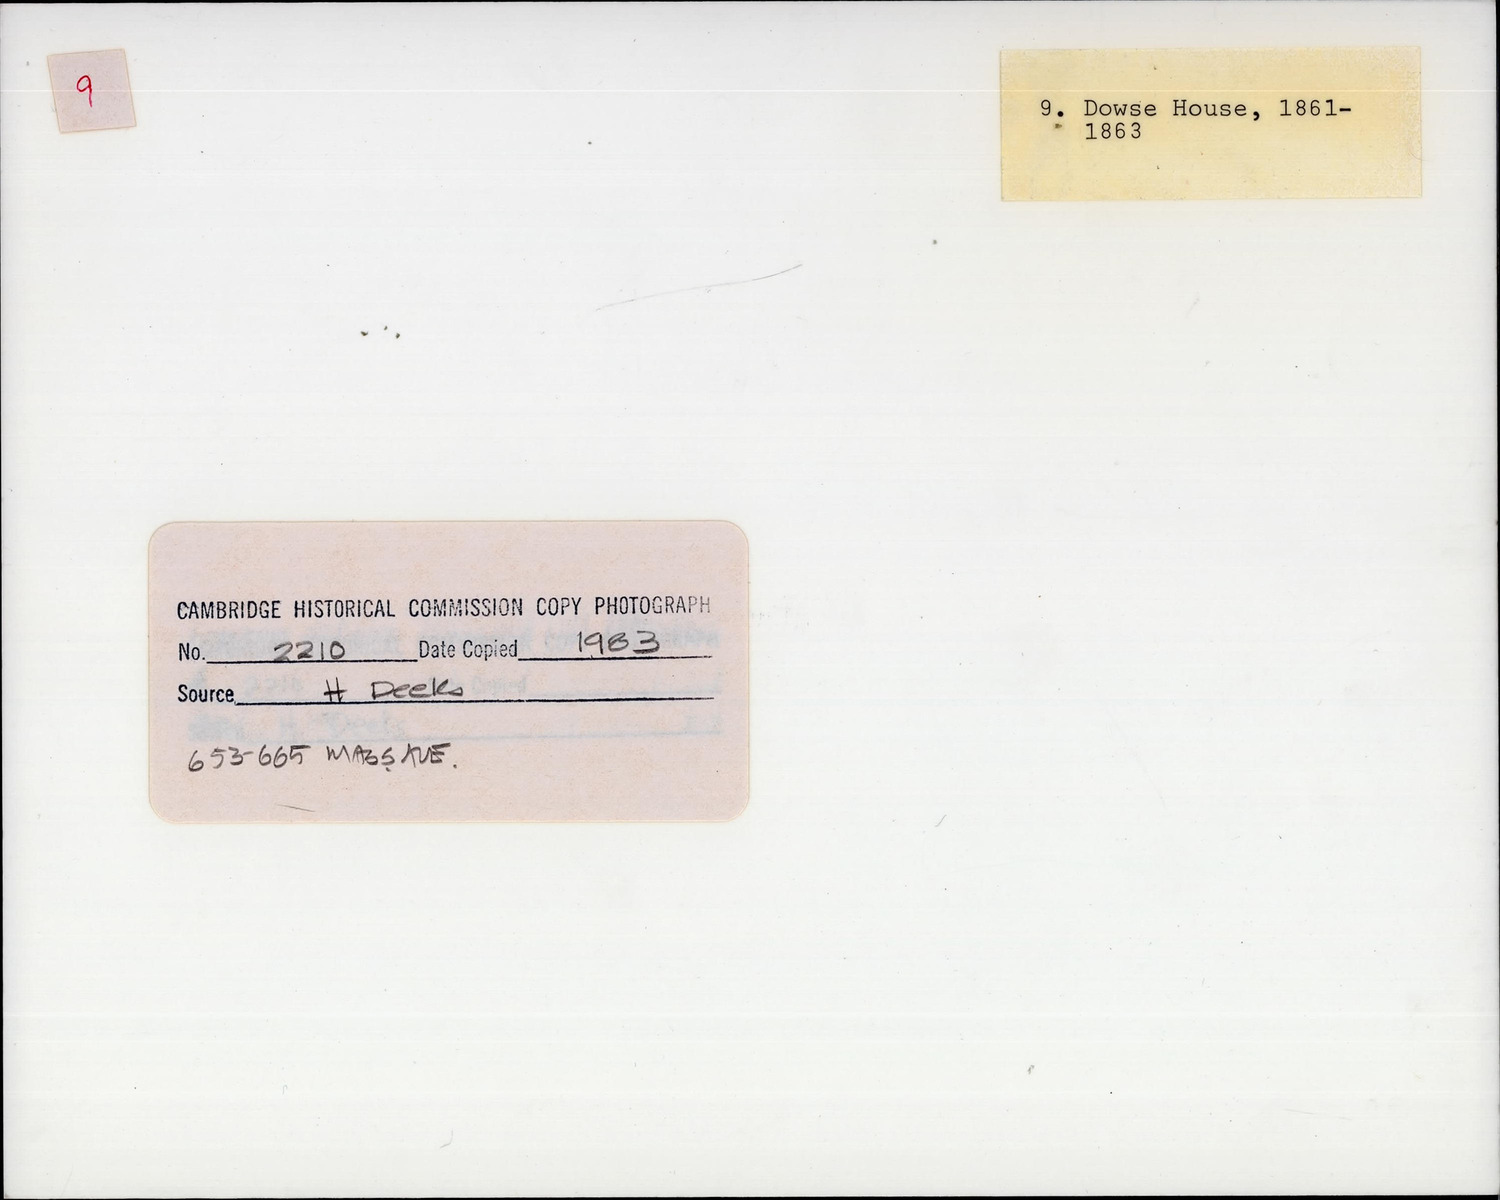 9
9. Dowse House, 1861-
1863
CAMBRIDGE HISTORICAL COMMISSION COPY PHOTOGRAPH
No. 2210 Date Copied 1983
Source H Deeks
653-665 MASS AVE.